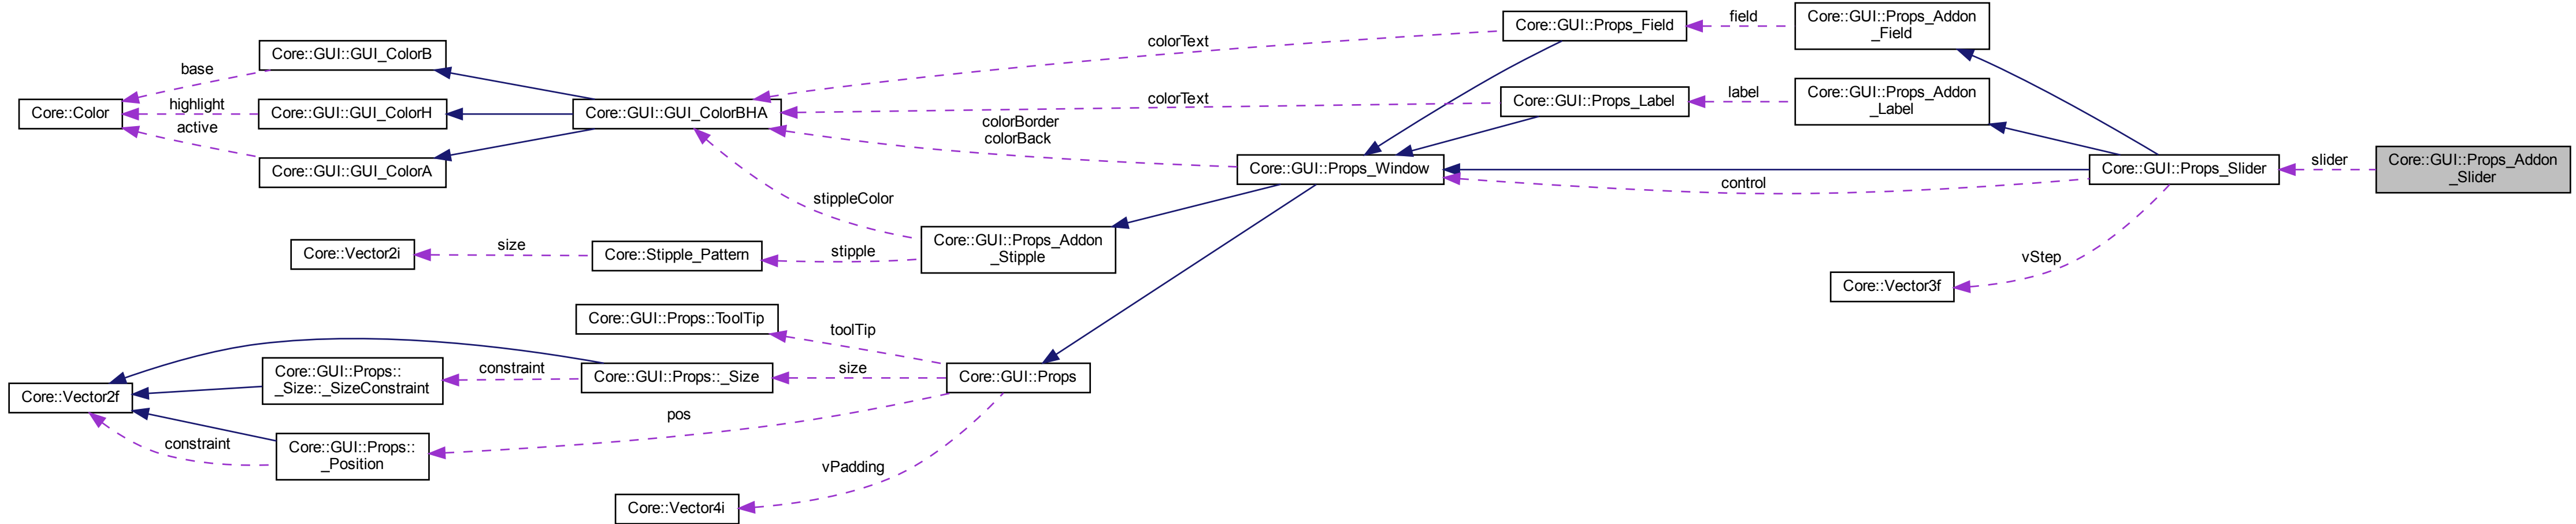 Core::Color
base
highlight
active
Core::GUI::GUI_ColorB
Core::GUI::GUI_ColorH
Core::GUI::GUI_ColorA
Core::GUI::GUI_ColorBHA
colorText
colorText
colorBorder
colorBack
stippleColor
Core::GUI::Props_Field
Core::GUI::Props_Label
Core::GUI::Props_Window
field
label
control
Core::GUI::Props_Addon
_Field
Core::GUI::Props_Addon
_Label
Core::GUI::Props_Slider
slider
Core::GUI::Props_Addon
_Slider
vStep
Core::Vector3f
Core::Vector2i
size
Core::Stipple_Pattern
stipple
Core::GUI::Props_Addon
_Stipple
Core::GUI::Props::ToolTip
toolTip
Core::Vector2f
Core::GUI::Props::
_Size::_SizeConstraint
constraint
Core::GUI::Props::_Size
size
Core::GUI::Props
constraint
Core::GUI::Props::
_Position
pos
vPadding
Core::Vector4i